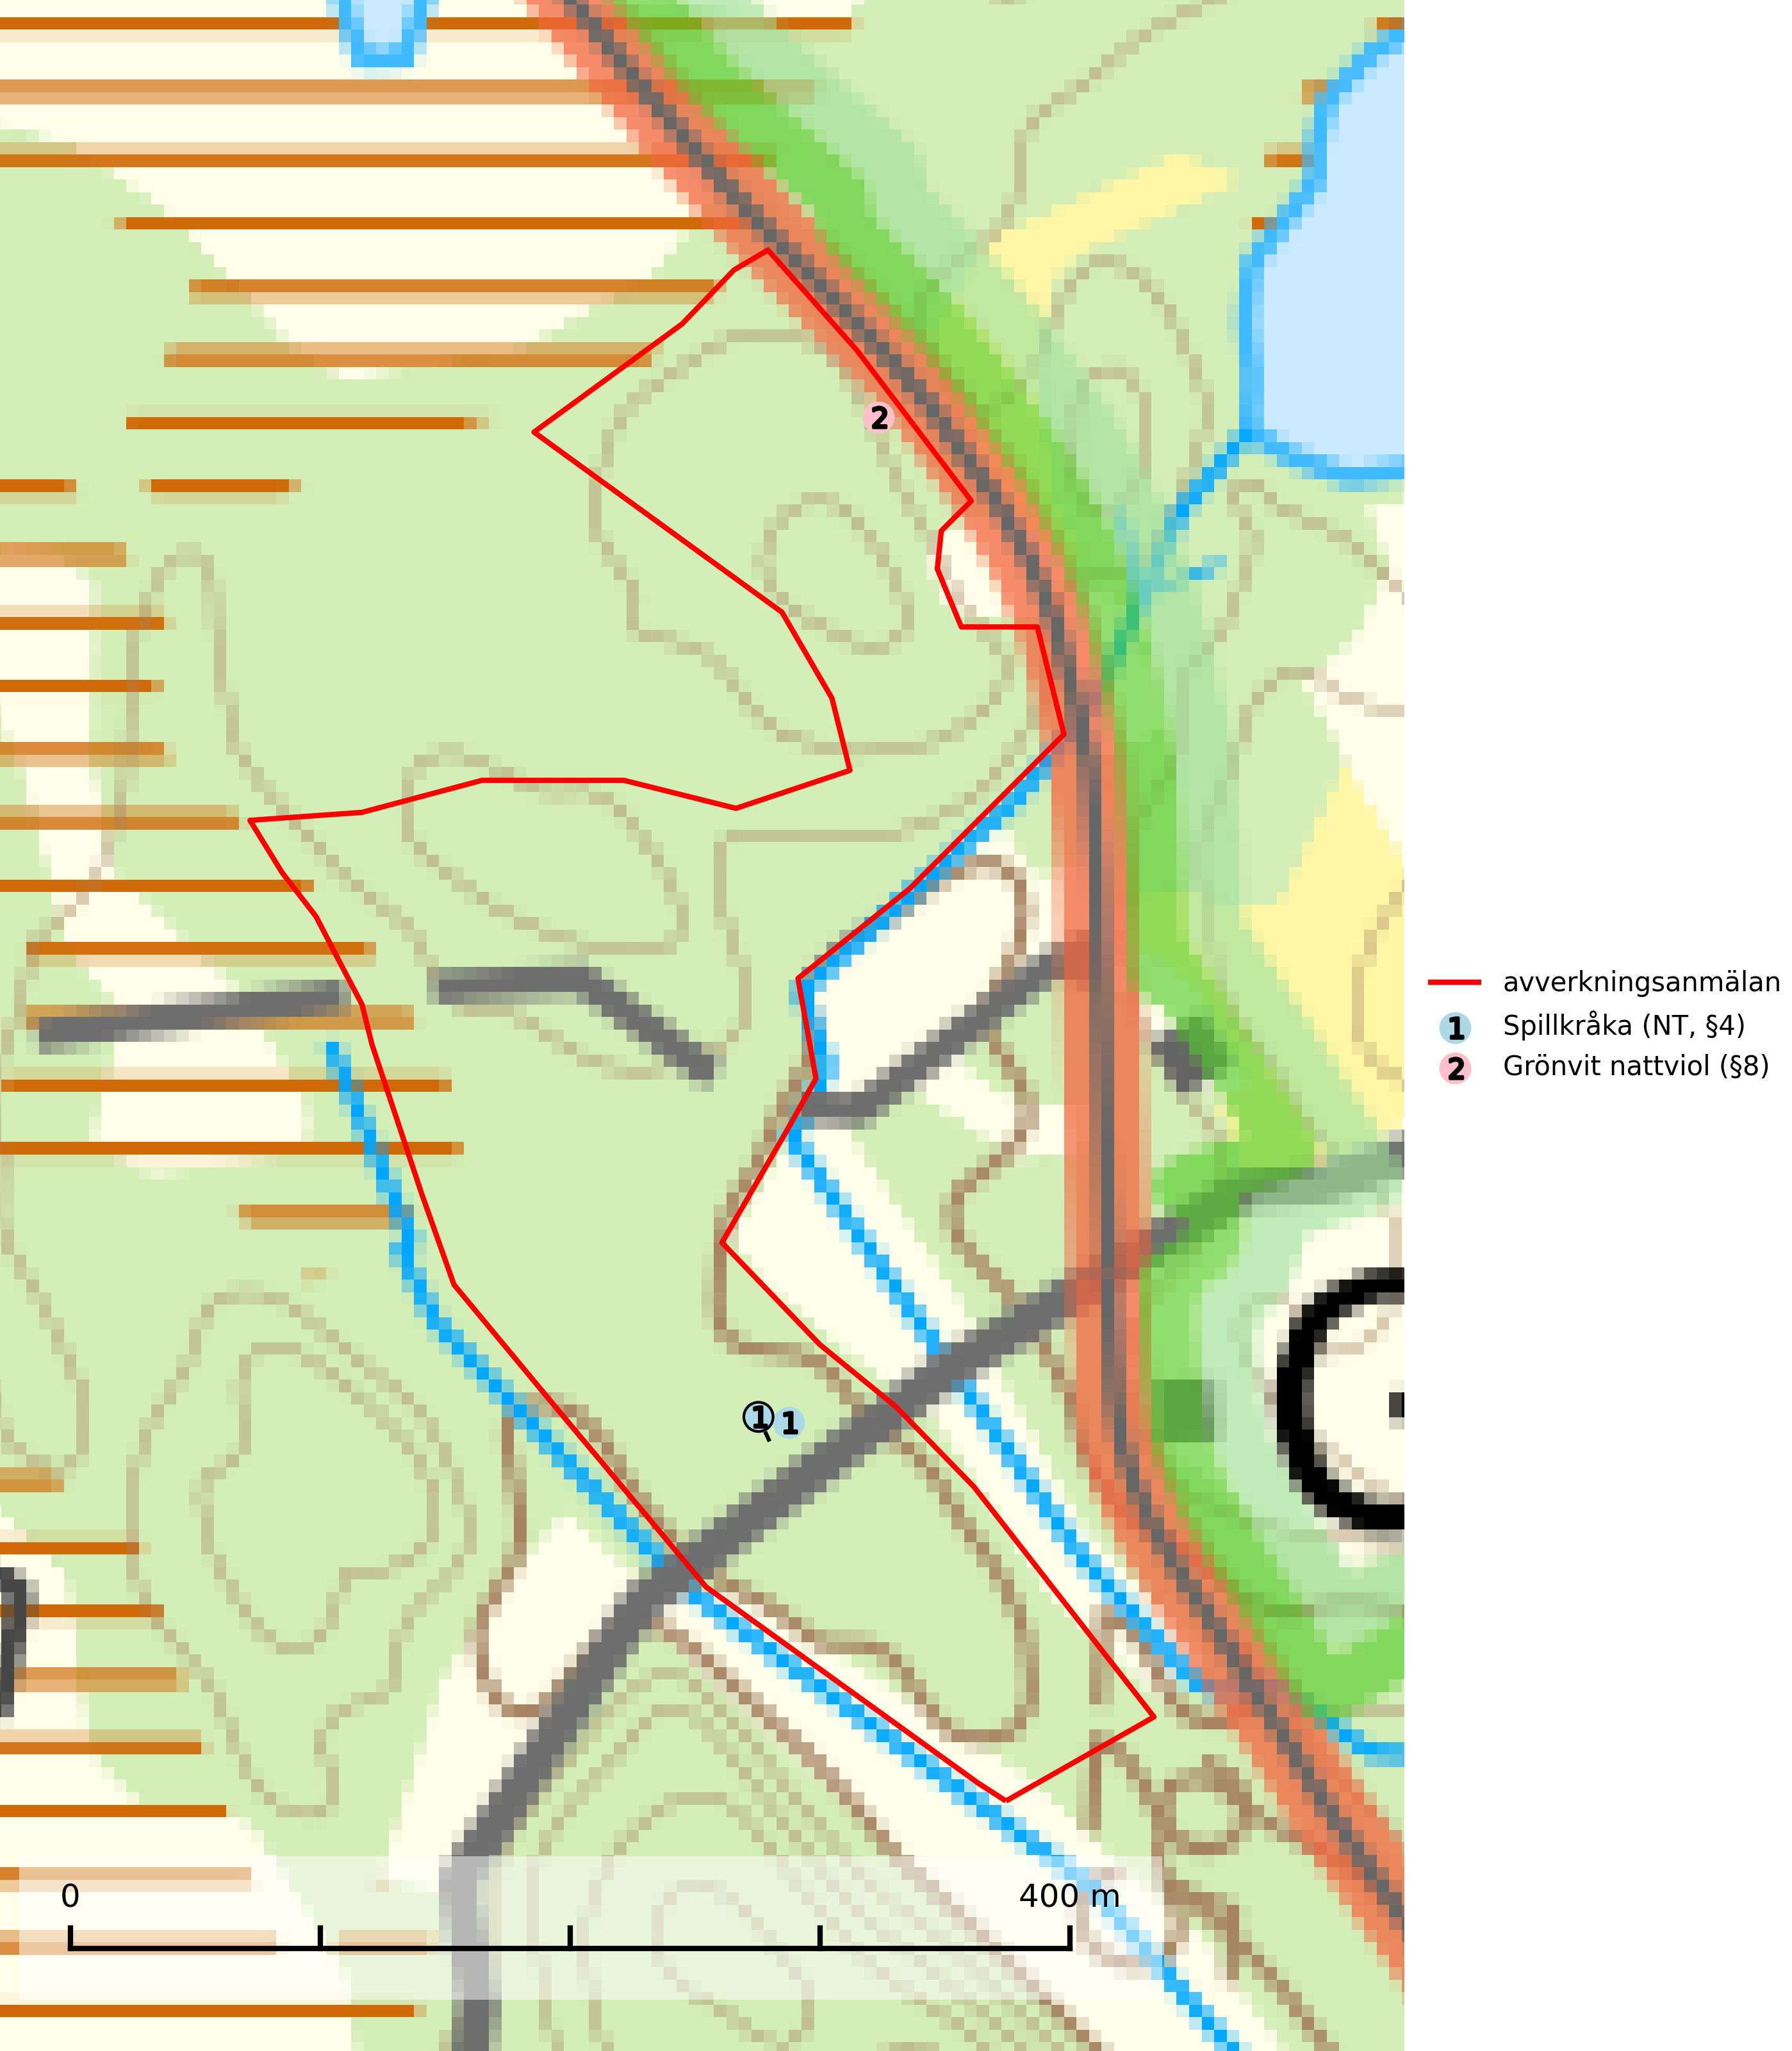 2
avverkningsanmälan
1 Spillkråka (NT, §4)
2 Grönvit nattviol (§8)
1 1
0 400 m